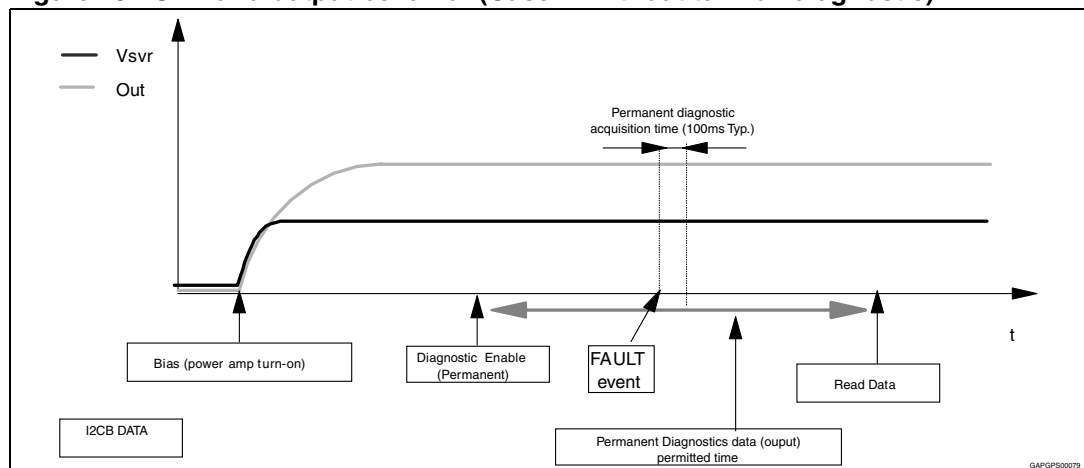 Vsvr
Out
Permanent diagnostic
acquisition time (100ms Typ.)
t
Bias (power amp turn-on)
Diagnostic Enable
(Permanent)
FAULT
event
Read Data
I2CB DATA
Permanent Diagnostics data (ouput)
permitted time
GAPGPS00079